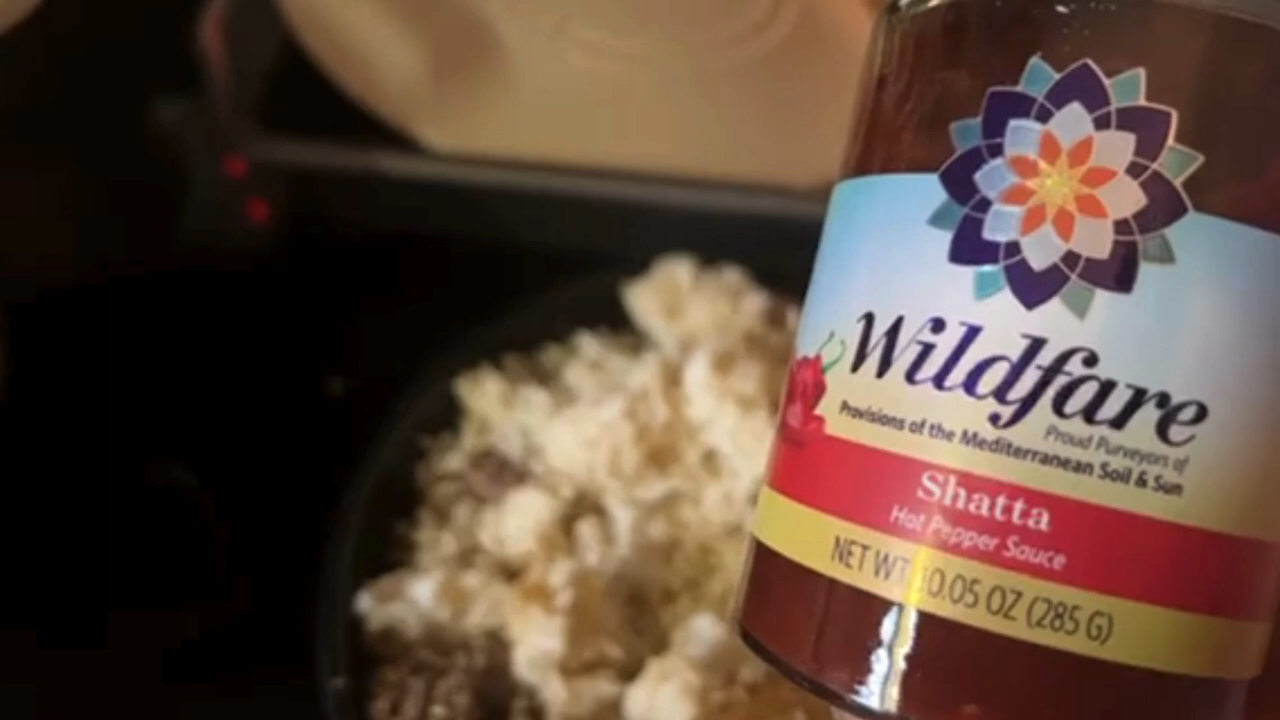 Wildfare
Proud Purveyors of
Provisions of the Mediterranean Soil & Sun
Shatta
Hot Pepper Sauce
NET WT 10.05 OZ (285 G)